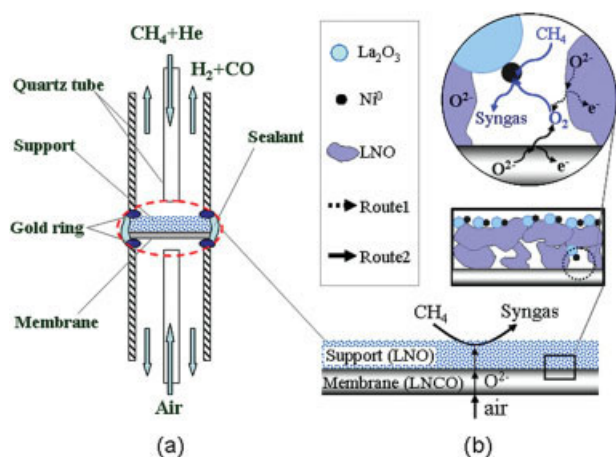 CH₄+He
H₂+CO
Quartz tube
Support
Sealant
Gold ring
Membrane
Air
(a)
La₂O₃
Ni⁰
LNO
Route1
Route2
CH₄
O²⁻
O²⁻
Syngas
O₂
e⁻
O²⁻
e⁻
CH₄
Syngas
Support (LNO)
Membrane (LNCO)
O²⁻
air
(b)